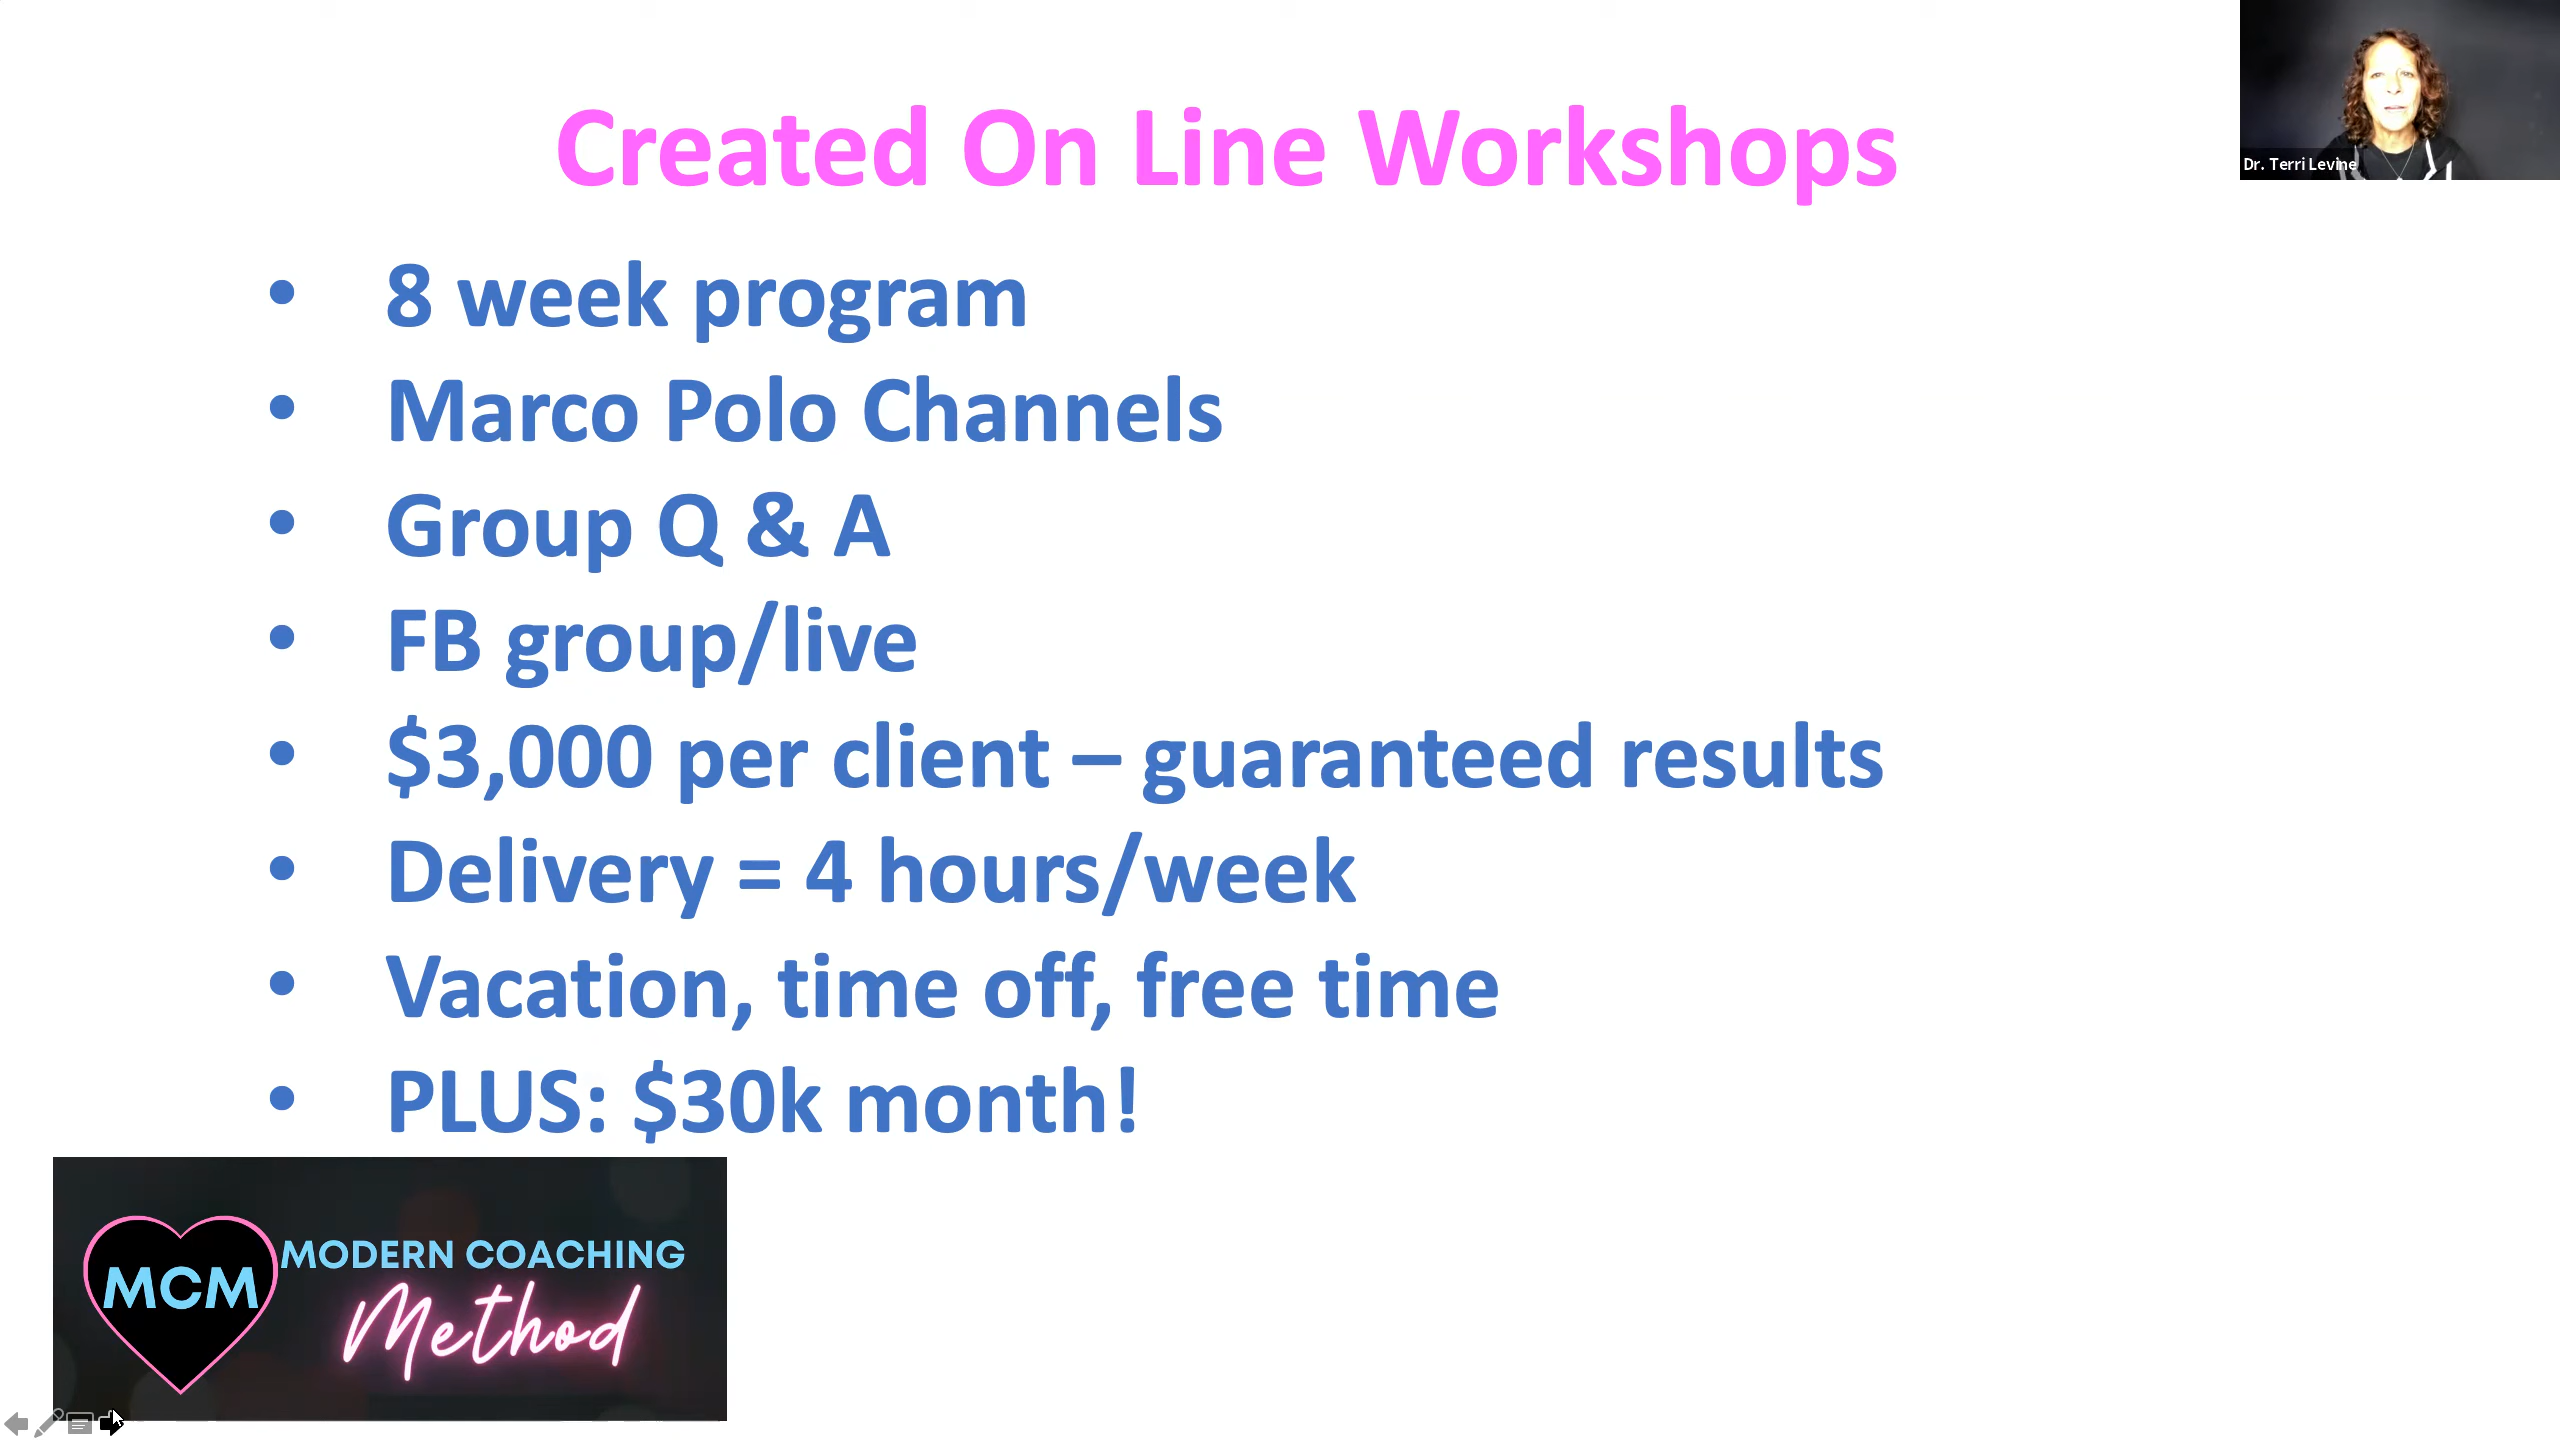 Created On Line Workshops
Dr. Terri Levine
• 8 week program
• Marco Polo Channels
• Group Q & A
• FB group/live
• $3,000 per client – guaranteed results
• Delivery = 4 hours/week
• Vacation, time off, free time
• PLUS: $30k month!
MCM
MODERN COACHING
Method